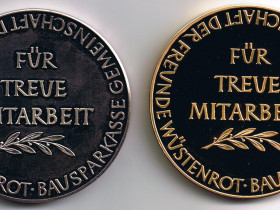 GEMEINSCHAFT D
ROT · BAUSPARKASSE
FÜR
TREUE
MITARBEIT
SCHAFT DER FREUNDE WÜSTENROT · BAU
FÜR
TREUE
MITARBEIT